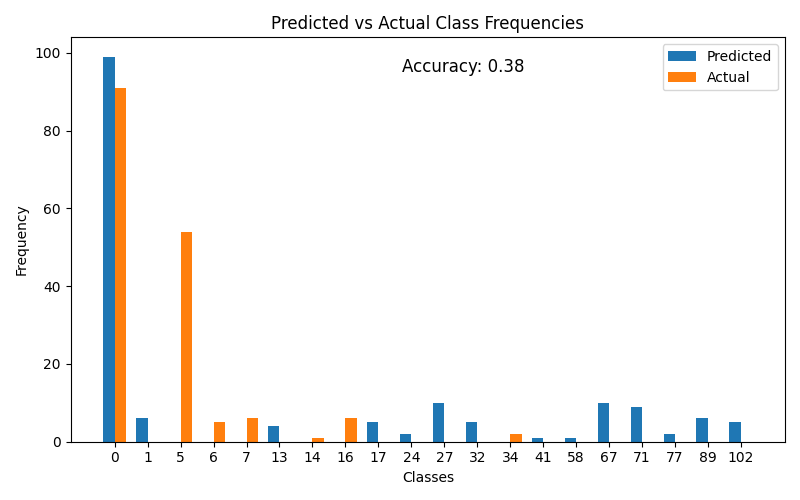 Predicted vs Actual Class Frequencies
100
80
60
40
20
0
Frequency
Accuracy: 0.38
Predicted
Actual
0 1 5 6 7 13 14 16 17 24 27 32 34 41 58 67 71 77 89 102
Classes